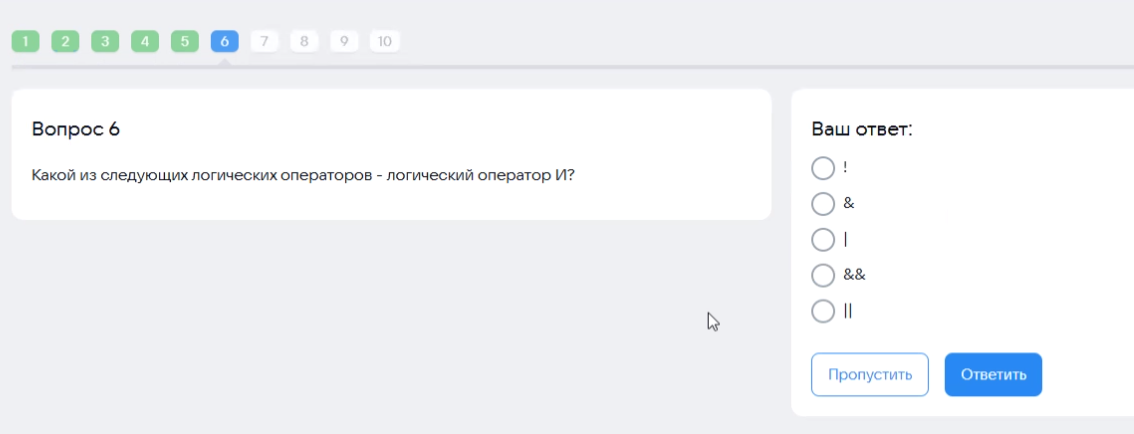 1 2 3 4 5 6 7 8 9 10
Вопрос 6
Какой из следующих логических операторов - логический оператор И?
Ваш ответ:
!
&
|
&&
||
Пропустить Ответить